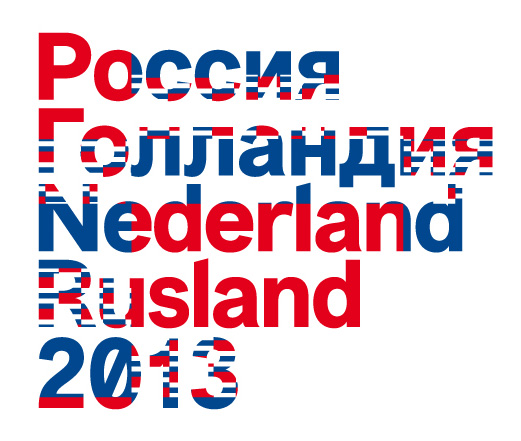 Россия
Голландия
Nederland
Rusland
2013